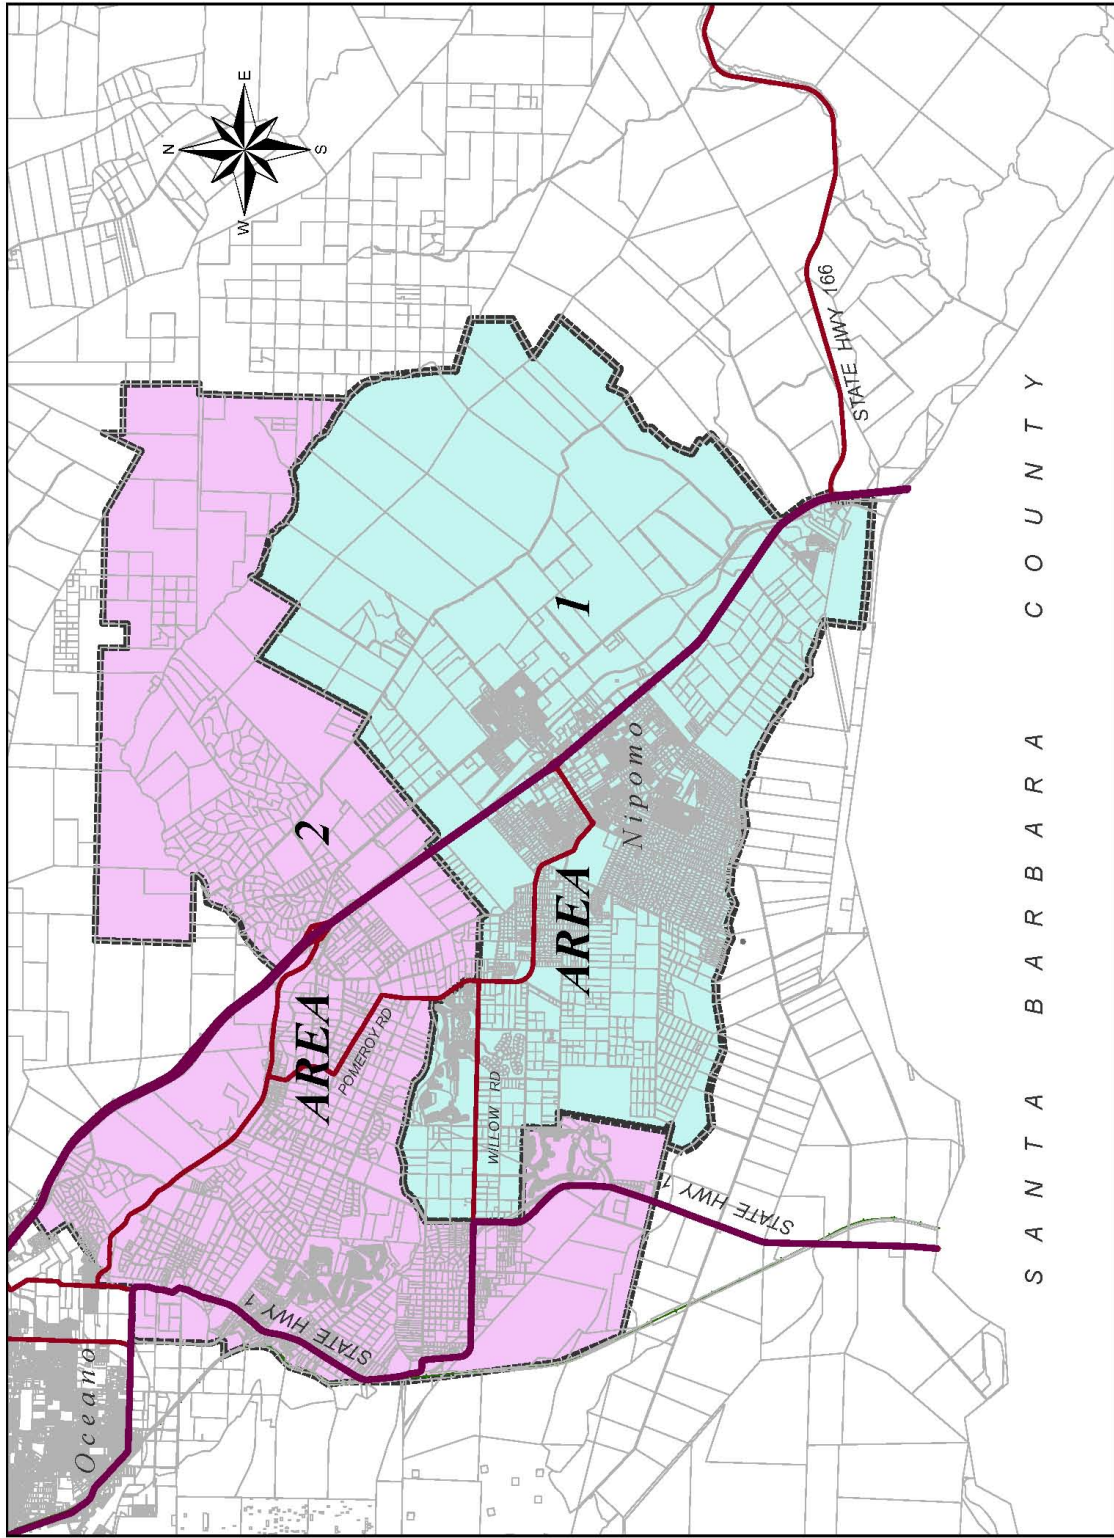 Oceano
N
W E
S
AREA 2
STATE HWY 1
POMEROY RD
WILLOW RD
AREA 1
Nipomo
STATE HWY 1
STATE HWY 166
SANTA BARBARA COUNTY